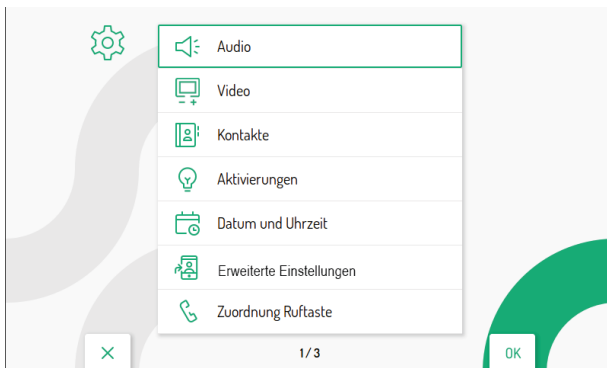 Audio
Video
Kontakte
Aktivierungen
Datum und Uhrzeit
Erweiterte Einstellungen
Zuordnung Ruftaste
1/3
OK